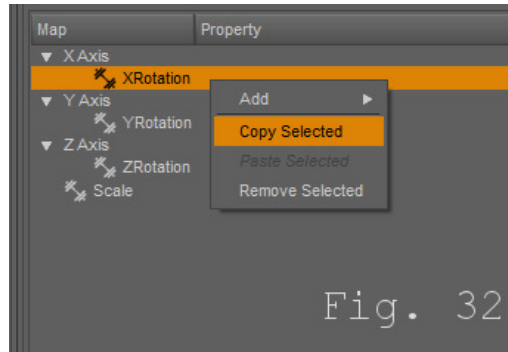 Map Property
X Axis
XRotation
Y Axis
YRotation
Z Axis
ZRotation
Scale
Add
Copy Selected
Paste Selected
Remove Selected
Fig. 32